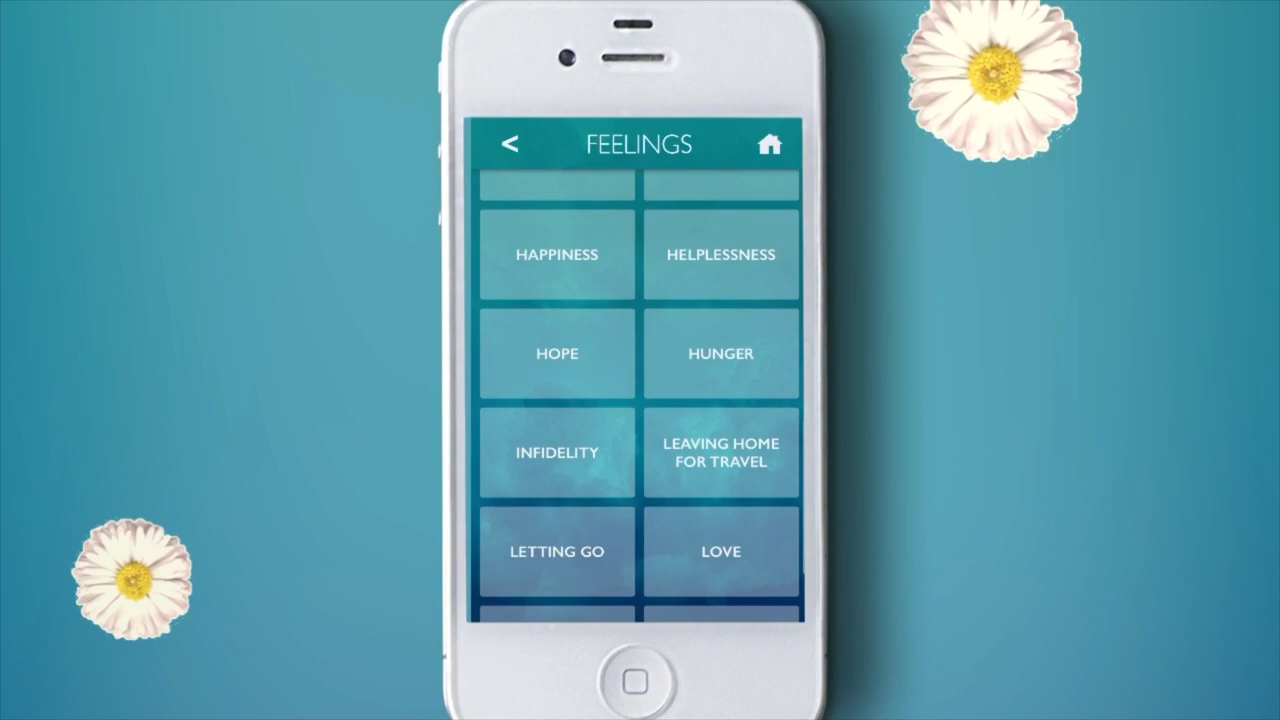 < FEELINGS
HAPPINESS
HELPLESSNESS
HOPE
HUNGER
INFIDELITY
LEAVING HOME
FOR TRAVEL
LETTING GO
LOVE